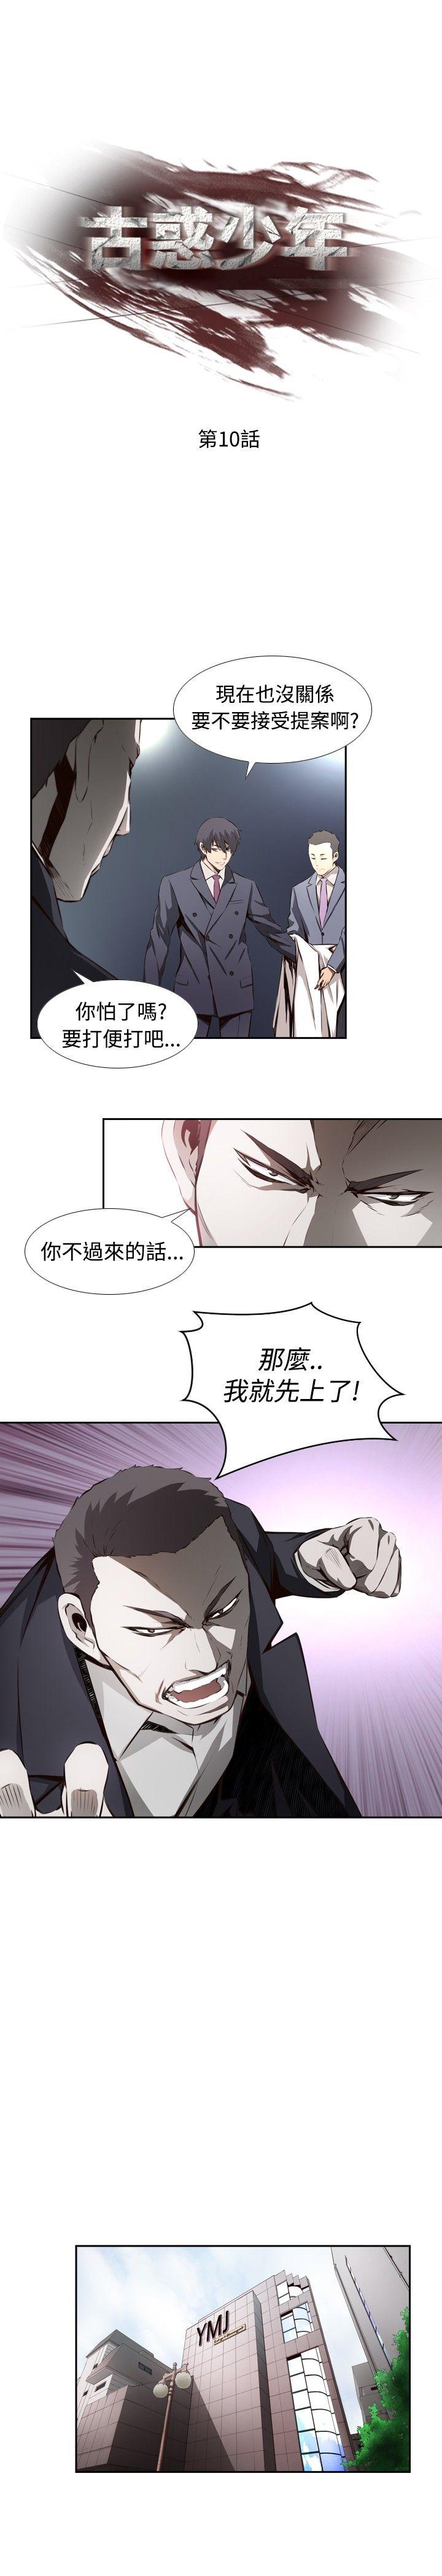 古惑少年
第10話
現在也沒關係
要不要接受提案啊?
你怕了嗎?
要打便打吧...
你不過來的話...
那麼..
我就先上了!
YMJ